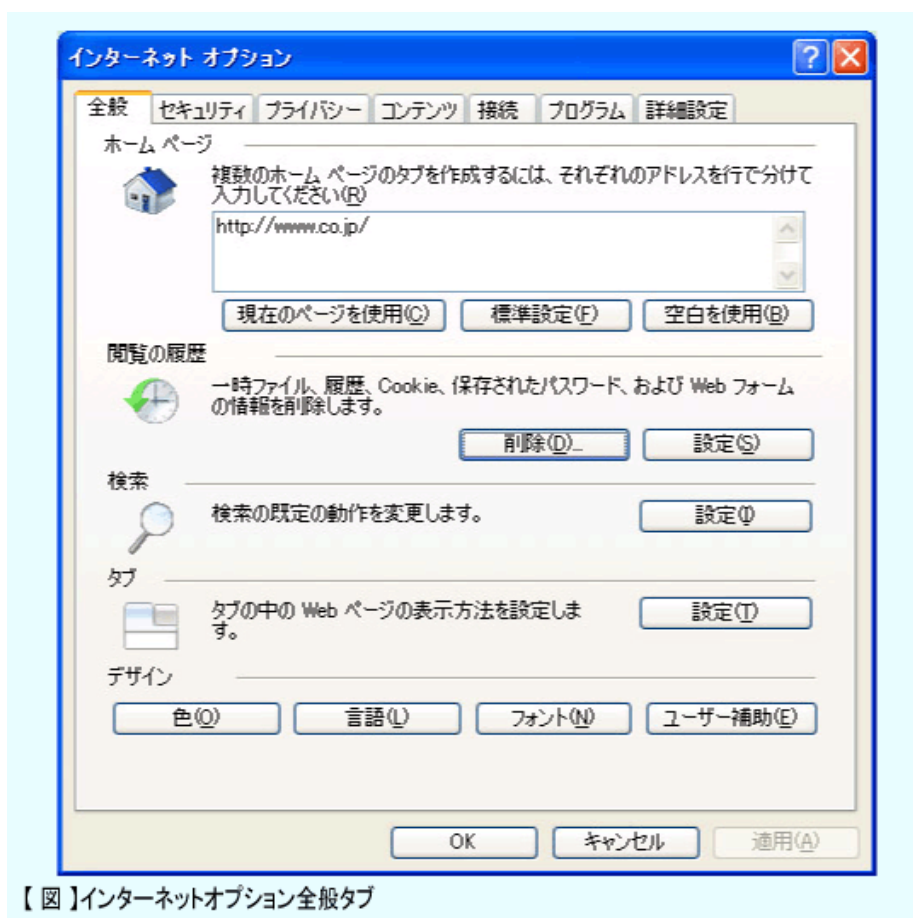 インターネット オプション
全般 セキュリティ プライバシー コンテンツ 接続 プログラム 詳細設定
ホーム ページ
複数のホーム ページのタブを作成するには、それぞれのアドレスを行で分けて
入力してください(R)
http://www.co.jp/
現在のページを使用(C) 標準設定(F) 空白を使用(B)
閲覧の履歴
一時ファイル、履歴、Cookie、保存されたパスワード、および Web フォーム
の情報を削除します。
削除(D)... 設定(S)
検索
検索の既定の動作を変更します。
設定(I)
タブ
タブの中の Web ページの表示方法を設定しま
す。
設定(T)
デザイン
色(O) 言語(L) フォント(N) ユーザー補助(E)
OK キャンセル 適用(A)
【 図 】インターネットオプション全般タブ